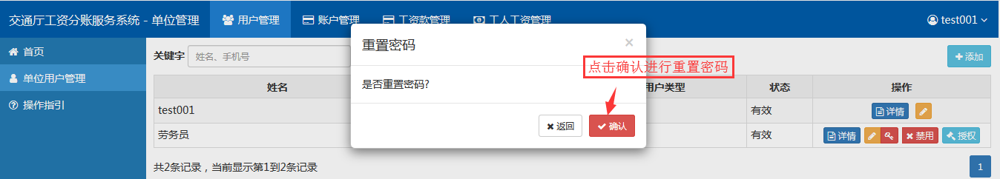 交通厅工资分账服务系统 - 单位管理
用户管理
账户管理
工资款管理
工人工资管理
test001
首页
单位用户管理
操作指引
关键字
姓名、手机号
添加
重置密码
×
是否重置密码?
返回
确认
点击确认进行重置密码
姓名
用户类型
状态
操作
test001
有效
详情
劳务员
有效
详情
禁用
授权
共2条记录，当前显示第1到2条记录
1